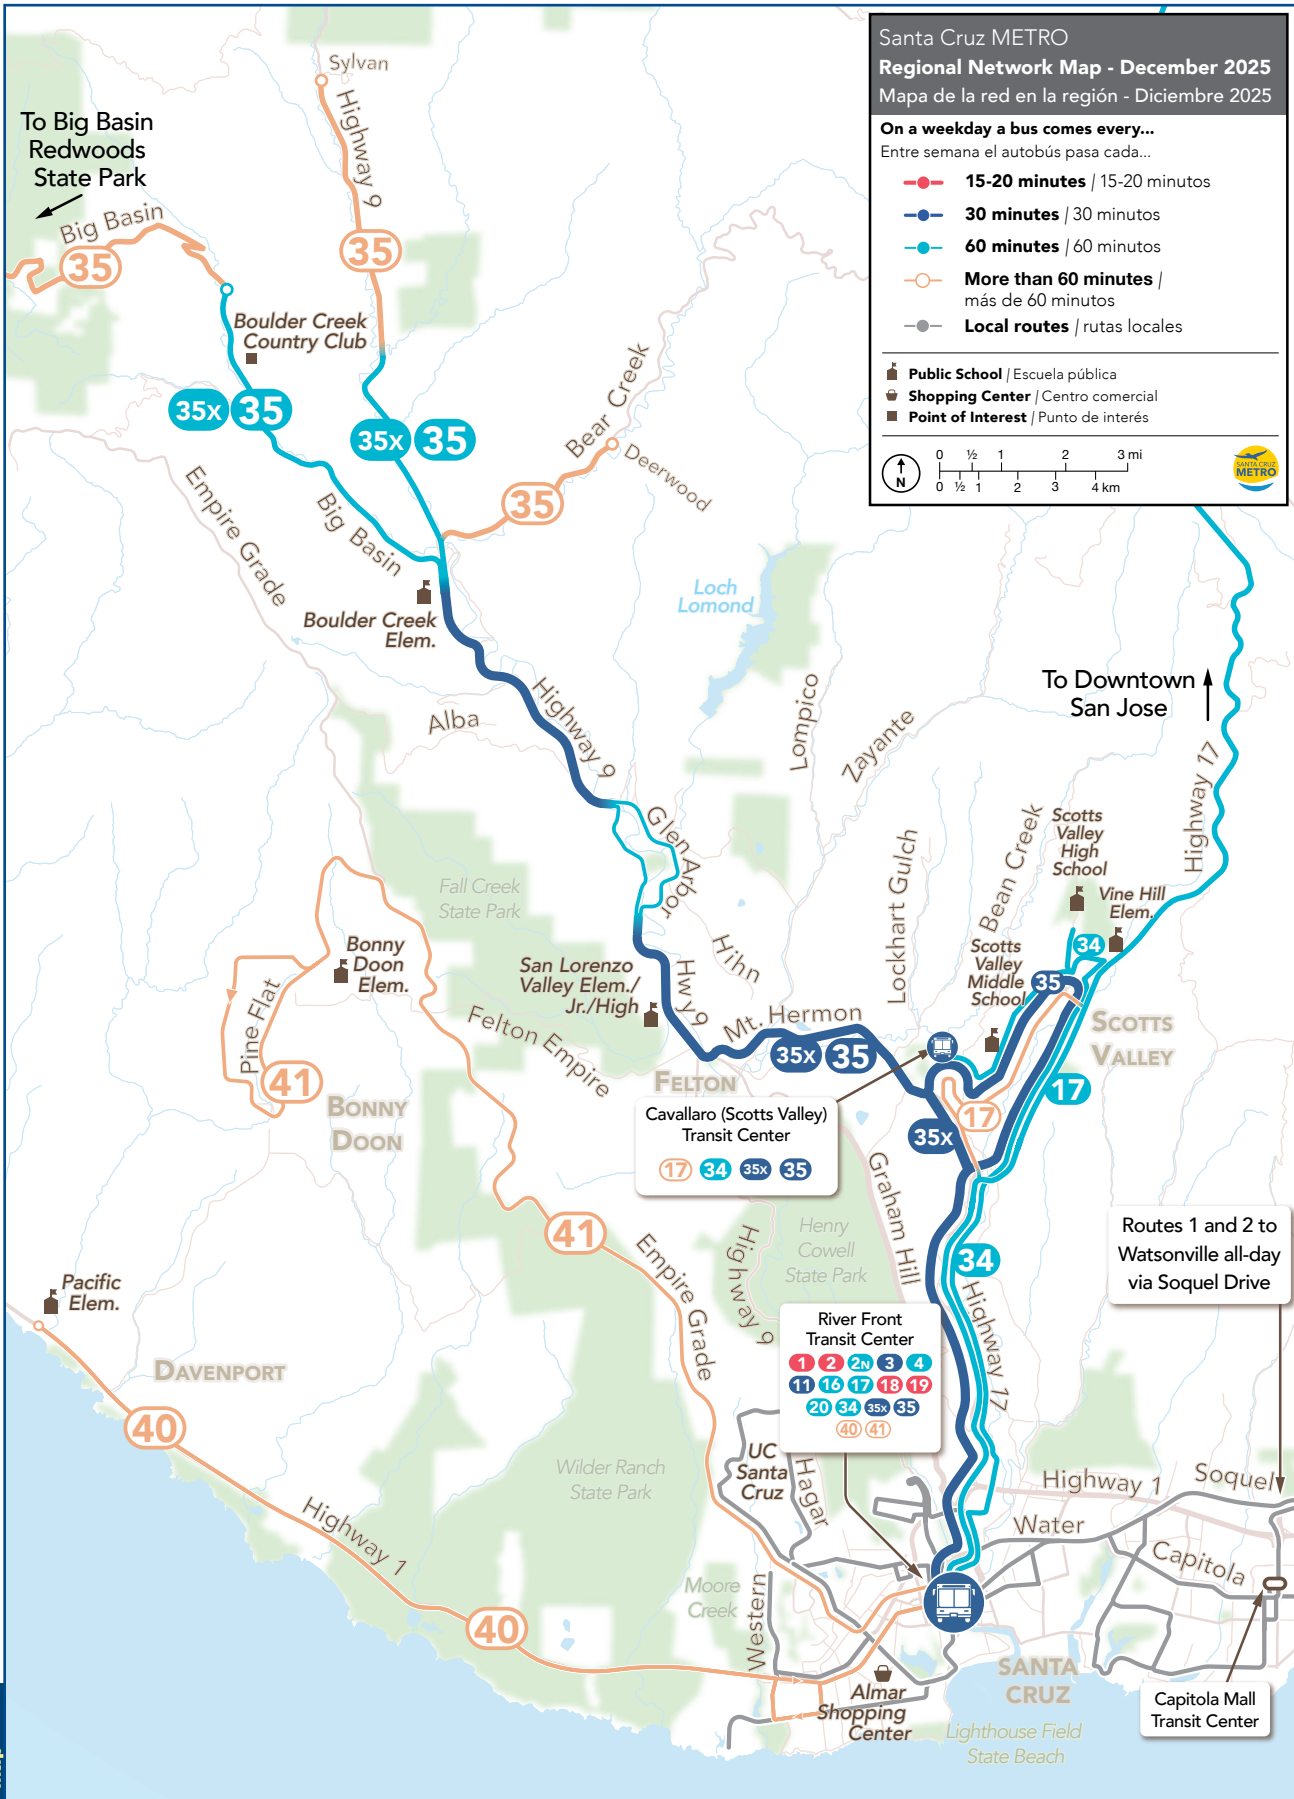 Santa Cruz METRO
Regional Network Map - December 2025
Mapa de la red en la región - Diciembre 2025
On a weekday a bus comes every...
Entre semana el autobús pasa cada...
15-20 minutes / 15-20 minutos
30 minutes / 30 minutos
60 minutes / 60 minutos
More than 60 minutes /
más de 60 minutos
Local routes / rutas locales
Public School / Escuela pública
Shopping Center / Centro comercial
Point of Interest / Punto de interés
N
0 ½ 1 2 3 mi
0 ½ 1 2 3 4 km
SANTA CRUZ
METRO
Sylvan
Highway 9
To Big Basin
Redwoods
State Park
Big Basin
35
35
Boulder Creek
Country Club
35x 35
35x 35
Bear Creek
Deerwood
35
Empire Grade
Big Basin
Boulder Creek
Elem.
Loch
Lomond
Highway 9
Alba
Lompico
Zayante
To Downtown
San Jose
Highway 17
Glen Arbor
Lockhart Gulch
Bean Creek
Scotts
Valley
High
School
Vine Hill
Elem.
34
Fall Creek
State Park
Hihn
Bonny
Doon
Elem.
San Lorenzo
Valley Elem./
Jr./High
Hwy 9
Scotts
Valley
Middle
School
35
Pine Flat
Felton Empire
Mt. Hermon
35x 35
SCOTTS
VALLEY
41
BONNY
DOON
FELTON
17
17
35x
Cavallaro (Scotts Valley)
Transit Center
17 34 35x 35
Graham Hill
41
Empire Grade
Highway 9
Henry
Cowell
State Park
34
Highway 17
Routes 1 and 2 to
Watsonville all-day
via Soquel Drive
Pacific
Elem.
River Front
Transit Center
1 2 2N 3 4
11 16 17 18 19
20 34 35x 35
40 41
DAVENPORT
40
UC
Santa
Cruz
Hagar
Wilder Ranch
State Park
Highway 1
Soquel
Highway 1
Water
Capitola
Moore
Creek
Western
40
SANTA
CRUZ
Almar
Shopping
Center
Capitola Mall
Transit Center
Lighthouse Field
State Beach